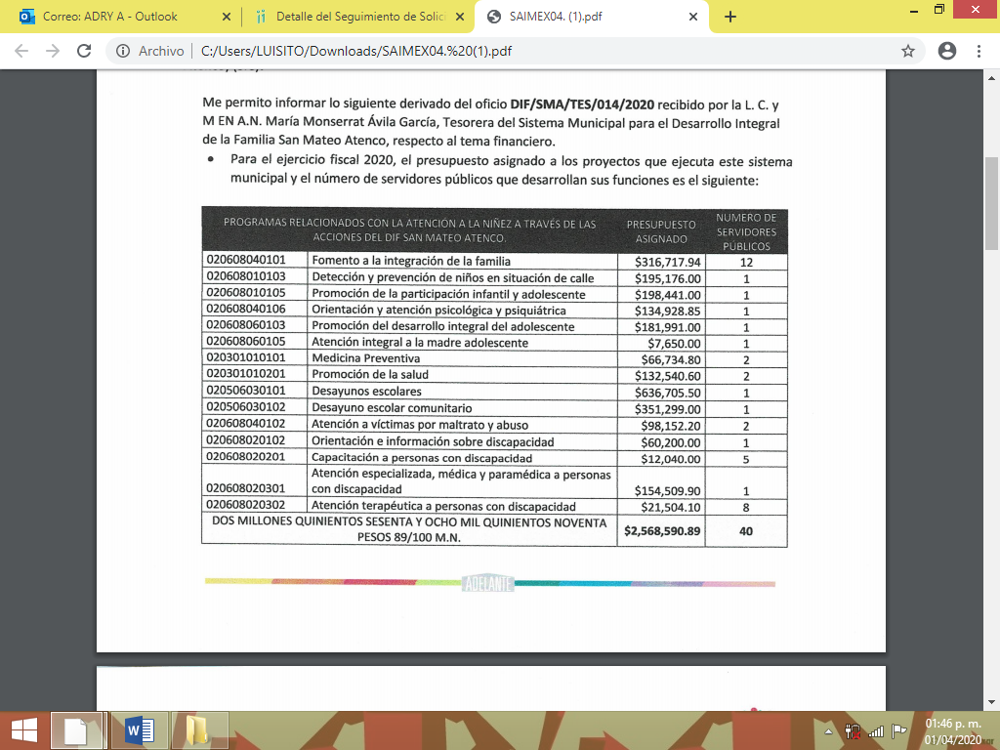 Correo: ADRY A - Outlook
Detalle del Seguimiento de Solici
SAIMEX04. (1).pdf
Archivo
C:/Users/LUISITO/Downloads/SAIMEX04.%20(1).pdf
Me permito informar lo siguiente derivado del oficio DIF/SMA/TES/014/2020 recibido por la L. C. y
M EN A.N. María Monserrat Ávila García, Tesorera del Sistema Municipal para el Desarrollo Integral
de la Familia San Mateo Atenco, respecto al tema financiero.
• Para el ejercicio fiscal 2020, el presupuesto asignado a los proyectos que ejecuta este sistema
municipal y el número de servidores públicos que desarrollan sus funciones es el siguiente:
PROGRAMAS RELACIONADOS CON LA ATENCIÓN A LA NIÑEZ A TRAVÉS DE LAS
ACCIONES DEL DIF SAN MATEO ATENCO.
PRESUPUESTO
ASIGNADO
NUMERO DE
SERVIDORES
PÚBLICOS
020608040101 Fomento a la integración de la familia $316,717.94 12
020608010103 Detección y prevención de niños en situación de calle $195,176.00 1
020608010105 Promoción de la participación infantil y adolescente $198,441.00 1
020608040106 Orientación y atención psicológica y psiquiátrica $134,928.85 1
020608060103 Promoción del desarrollo integral del adolescente $181,991.00 1
020608060105 Atención integral a la madre adolescente $7,650.00 1
020301010101 Medicina Preventiva $66,734.80 2
020301010201 Promoción de la salud $132,540.60 2
020506030101 Desayunos escolares $636,705.50 1
020506030102 Desayuno escolar comunitario $351,299.00 1
020608040102 Atención a víctimas por maltrato y abuso $98,152.20 2
020608020102 Orientación e información sobre discapacidad $60,200.00 1
020608020201 Capacitación a personas con discapacidad $12,040.00 5
Atención especializada, médica y paramédica a personas
020608020301 con discapacidad $154,509.90 1
020608020302 Atención terapéutica a personas con discapacidad $21,504.10 8
DOS MILLONES QUINIENTOS SESENTA Y OCHO MIL QUINIENTOS NOVENTA
PESOS 89/100 M.N.
$2,568,590.89 40
ADELANTE
01:46 p. m.
01/04/2020